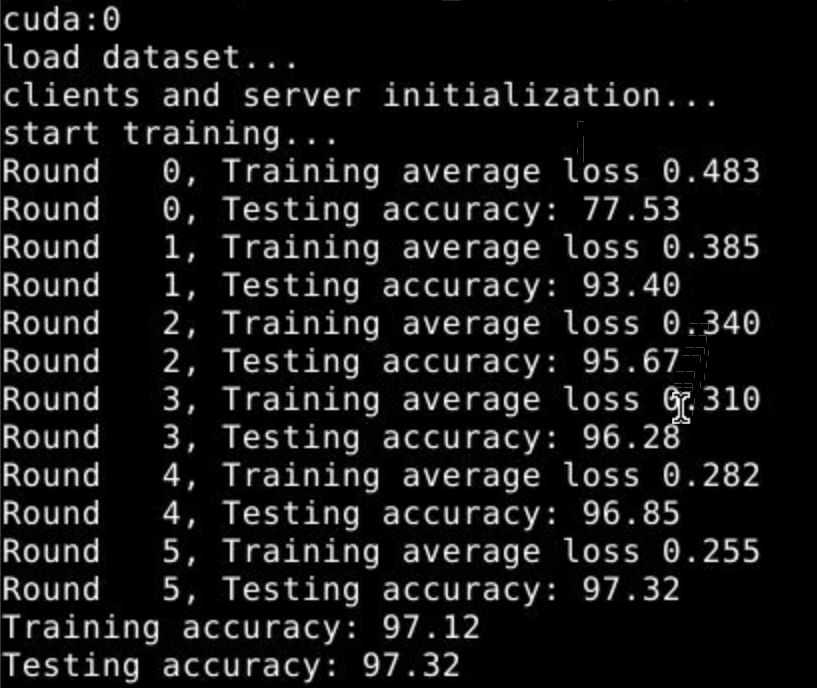 cuda:0
load dataset...
clients and server initialization...
start training...
Round   0, Training average loss 0.483
Round   0, Testing accuracy: 77.53
Round   1, Training average loss 0.385
Round   1, Testing accuracy: 93.40
Round   2, Training average loss 0.340
Round   2, Testing accuracy: 95.67
Round   3, Training average loss 0.310
Round   3, Testing accuracy: 96.28
Round   4, Training average loss 0.282
Round   4, Testing accuracy: 96.85
Round   5, Training average loss 0.255
Round   5, Testing accuracy: 97.32
Training accuracy: 97.12
Testing accuracy: 97.32